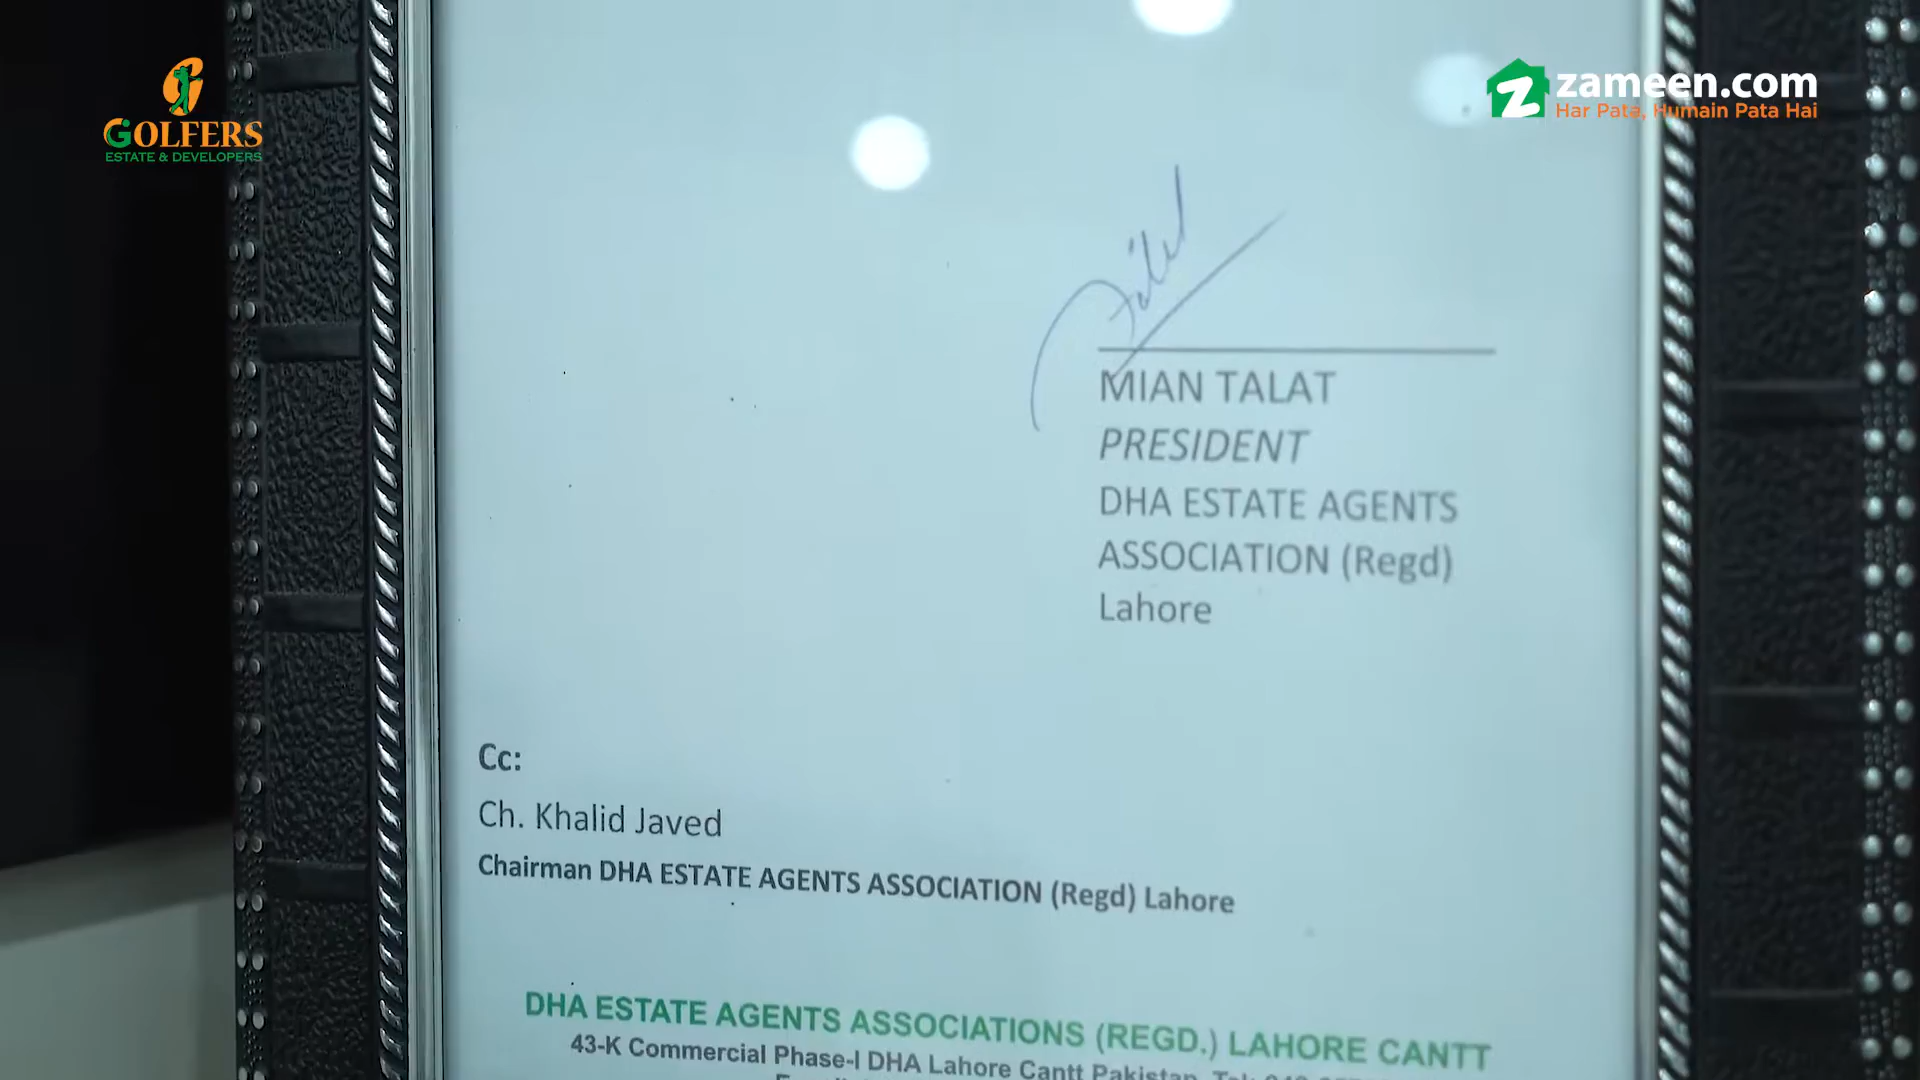 GOLFERS
ESTATE & DEVELOPERS
zameen.com
Har Pata, Humain Pata Hai
MIAN TALAT
PRESIDENT
DHA ESTATE AGENTS
ASSOCIATION (Regd)
Lahore
Cc:
Ch. Khalid Javed
Chairman DHA ESTATE AGENTS ASSOCIATION (Regd) Lahore
DHA ESTATE AGENTS ASSOCIATIONS (REGD.) LAHORE CANTT
43-K Commercial Phase-I DHA Lahore Cantt Pakistan